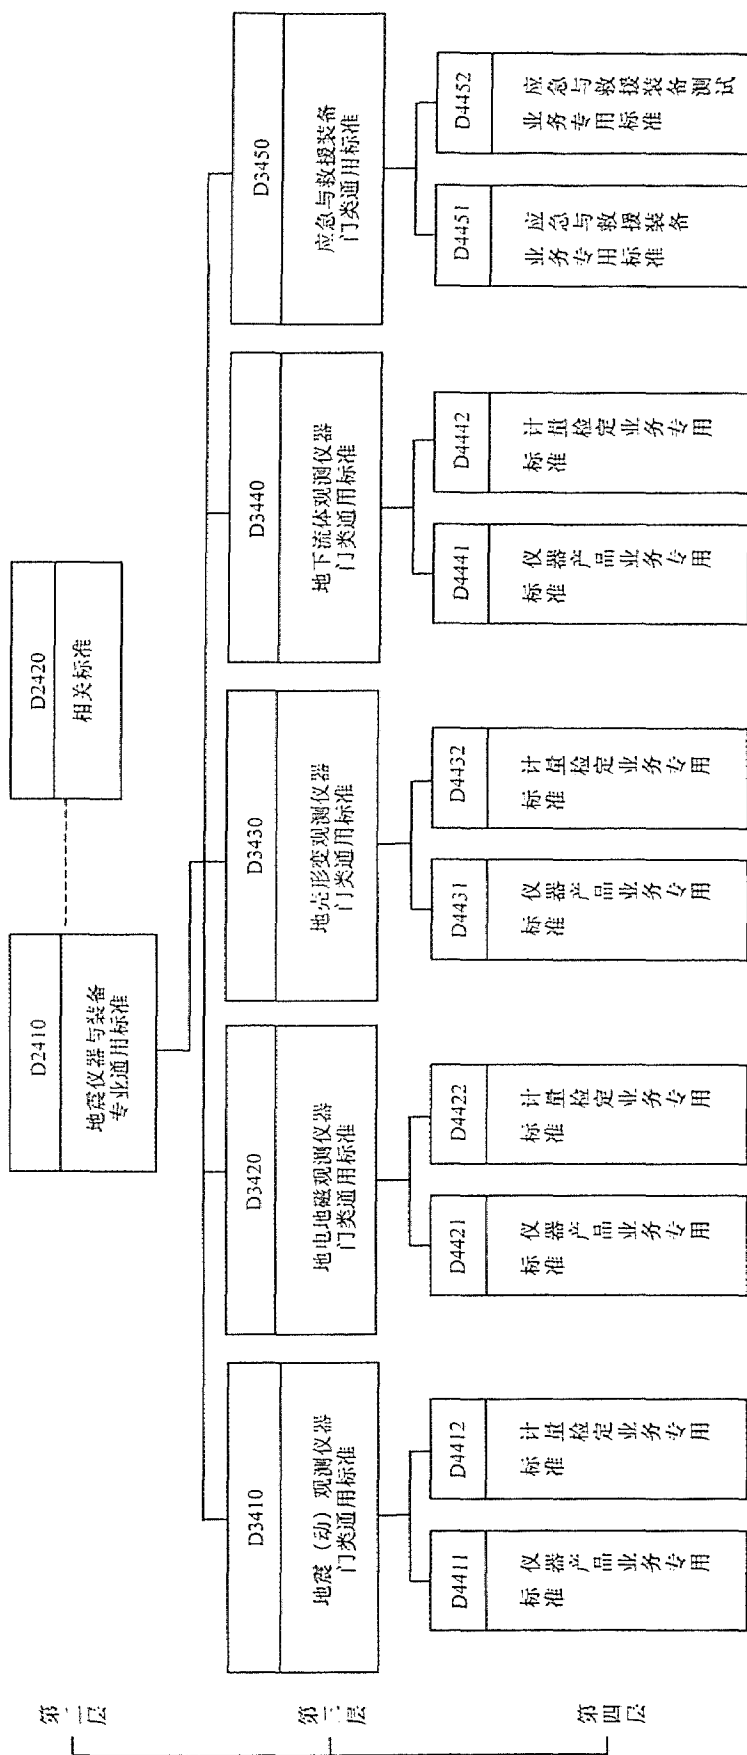 第二层
D2410
地震仪器与装备
专业通用标准
D2420
相关标准
第三层
D3410
地震（动）观测仪器
门类通用标准
D3420
地电地磁观测仪器
门类通用标准
D3430
地壳形变观测仪器
门类通用标准
D3440
地下流体观测仪器
门类通用标准
D3450
应急与救援装备
门类通用标准
第四层
D4411
仪器产品业务专用
标准
D4412
计量检定业务专用
标准
D4421
仪器产品业务专用
标准
D4422
计量检定业务专用
标准
D4431
仪器产品业务专用
标准
D4432
计量检定业务专用
标准
D4441
仪器产品业务专用
标准
D4442
计量检定业务专用
标准
D4451
应急与救援装备
业务专用标准
D4452
应急与救援装备测试
业务专用标准